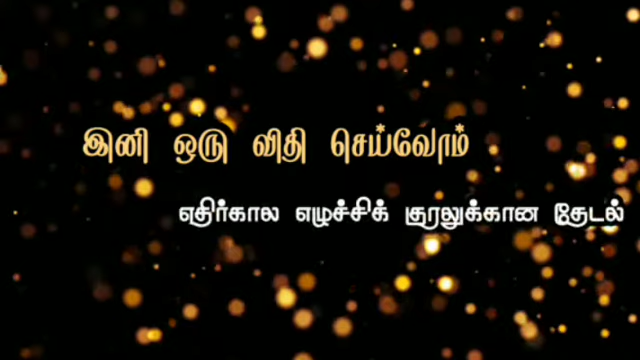 இனி ஒரு விதி செய்வோம்
எதிர்கால எழுச்சிக் குரலுக்கான தேடல்